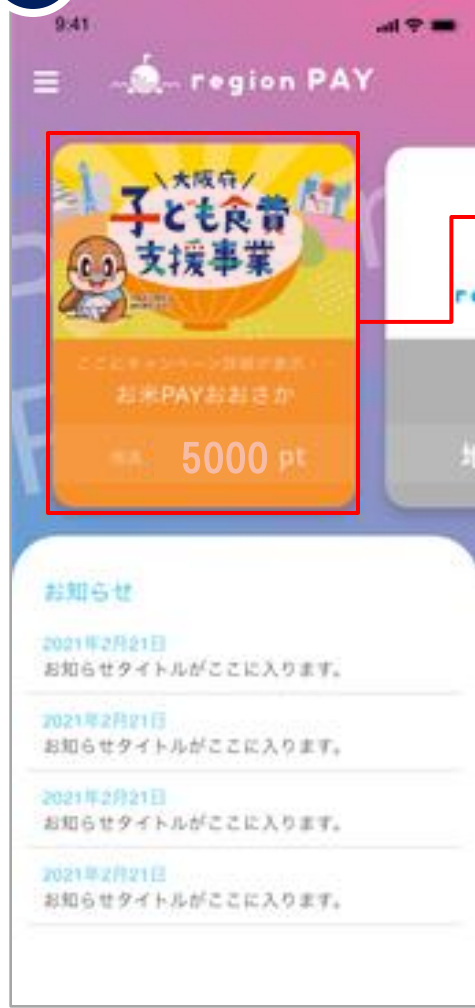 9:41
region PAY
大阪府
子ども食費
支援事業
re
ここにキャンペーン詳細が表示・・
お米PAYおおさか
5000 pt
地
お知らせ
2021年2月21日
お知らせタイトルがここに入ります。
2021年2月21日
お知らせタイトルがここに入ります。
2021年2月21日
お知らせタイトルがここに入ります。
2021年2月21日
お知らせタイトルがここに入ります。